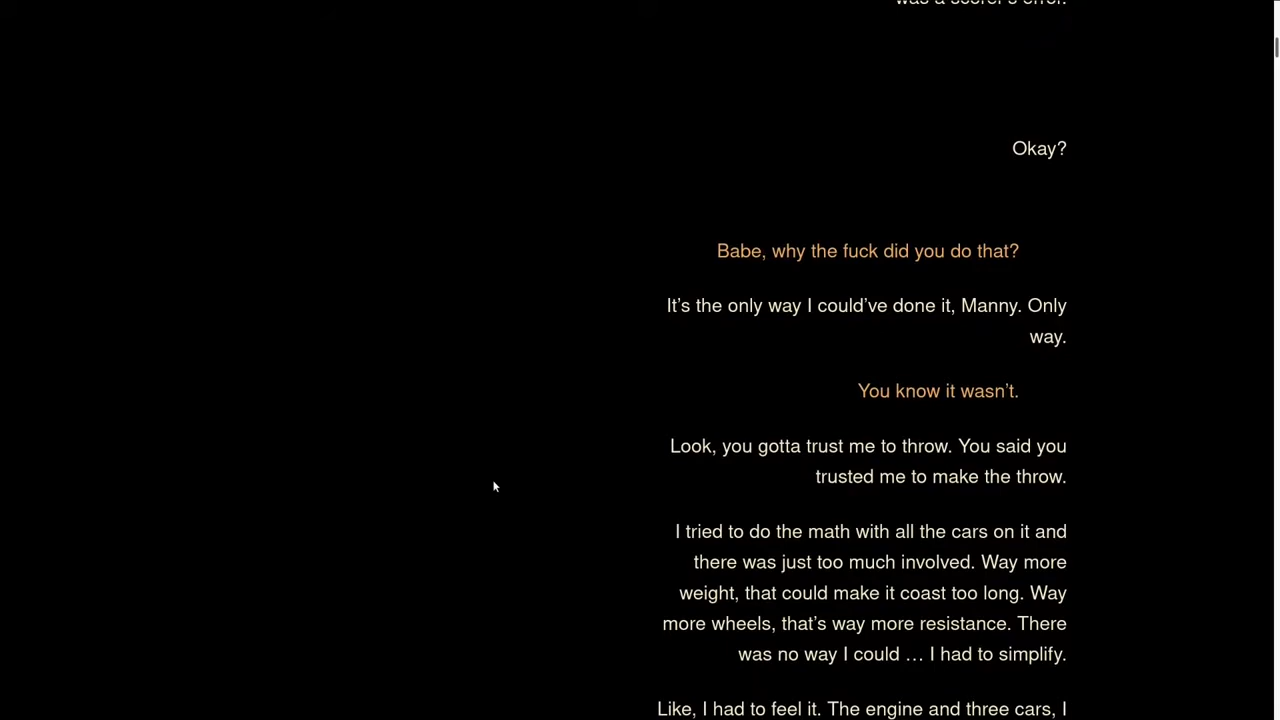 was a scorer's error.
Okay?
Babe, why the fuck did you do that?
It’s the only way I could’ve done it, Manny. Only
way.
You know it wasn’t.
Look, you gotta trust me to throw. You said you
trusted me to make the throw.
I tried to do the math with all the cars on it and
there was just too much involved. Way more
weight, that could make it coast too long. Way
more wheels, that’s way more resistance. There
was no way I could … I had to simplify.
Like, I had to feel it. The engine and three cars, I